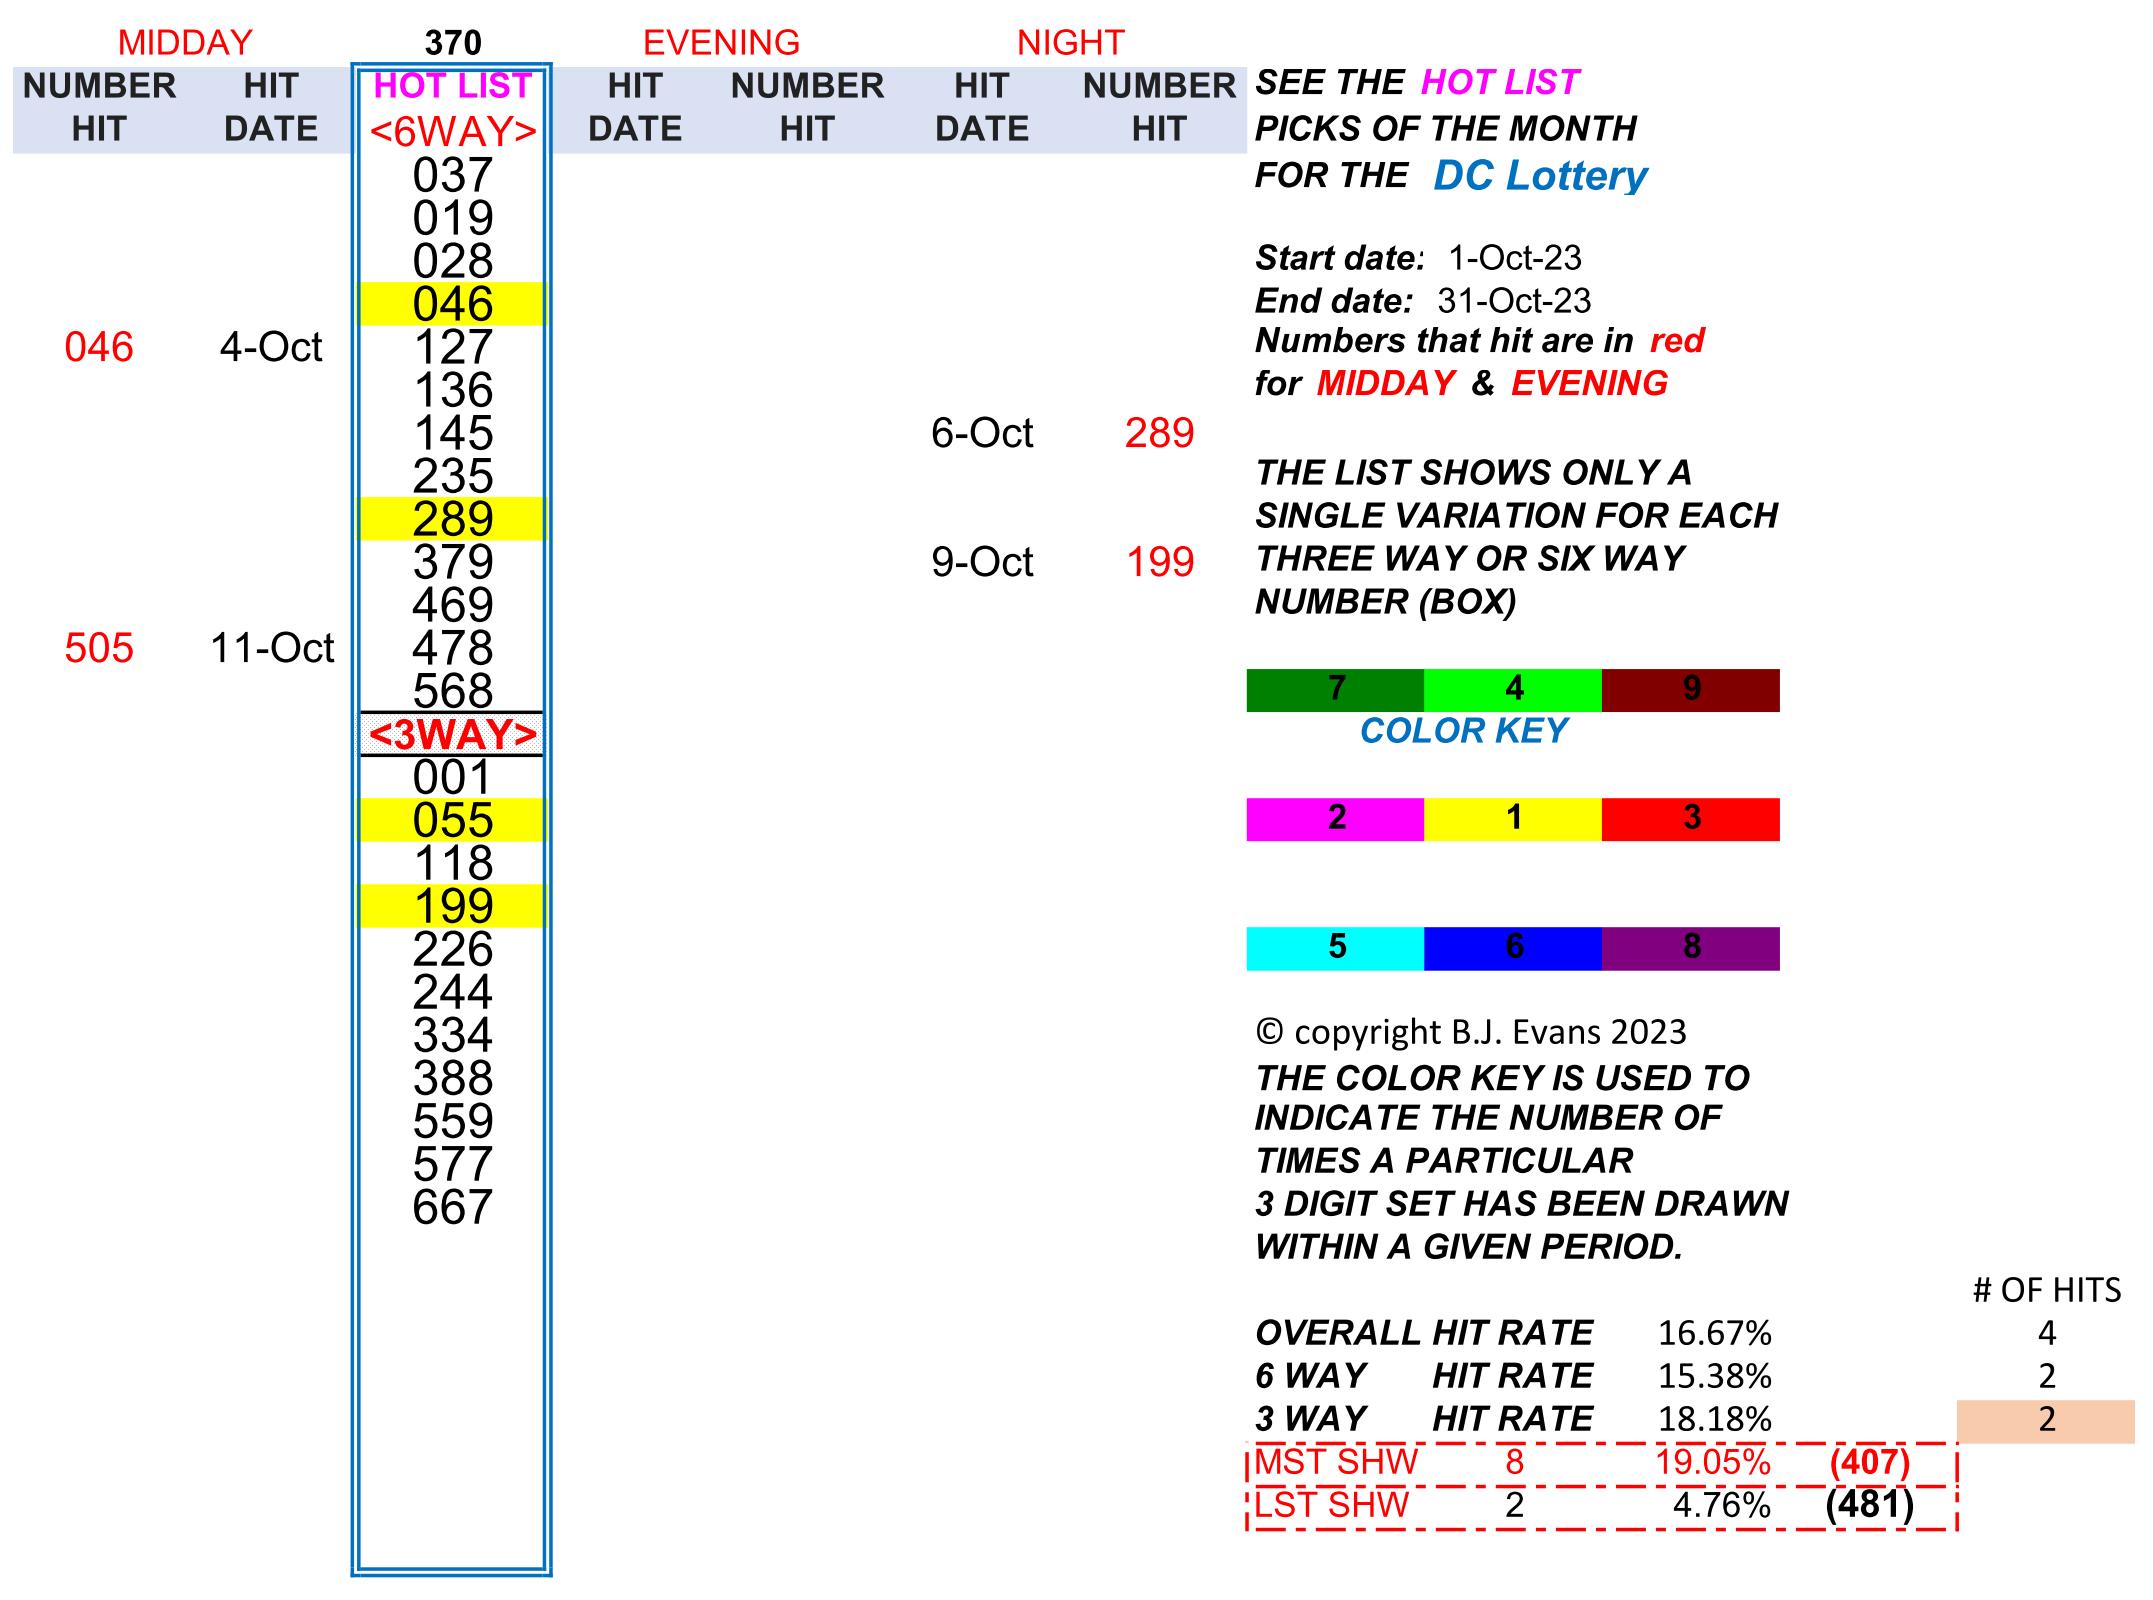 MIDDAY 370 EVENING NIGHT
NUMBER HIT HOT LIST HIT NUMBER HIT NUMBER SEE THE HOT LIST
HIT DATE <6WAY> DATE HIT DATE HIT PICKS OF THE MONTH
037 FOR THE DC Lottery
019
028 Start date: 1-Oct-23
046 End date: 31-Oct-23
046 4-Oct 127 Numbers that hit are in red
136 for MIDDAY & EVENING
145 6-Oct 289
235 THE LIST SHOWS ONLY A
289 SINGLE VARIATION FOR EACH
379 9-Oct 199 THREE WAY OR SIX WAY
469 NUMBER (BOX)
505 11-Oct 478
568 7 4 9
<3WAY> COLOR KEY
001
055 2 1 3
118
199
226 5 6 8
244
334 © copyright B.J. Evans 2023
388 THE COLOR KEY IS USED TO
559 INDICATE THE NUMBER OF
577 TIMES A PARTICULAR
667 3 DIGIT SET HAS BEEN DRAWN
WITHIN A GIVEN PERIOD.
# OF HITS
OVERALL HIT RATE 16.67% 4
6 WAY HIT RATE 15.38% 2
3 WAY HIT RATE 18.18% 2
MST SHW 8 19.05% (407)
LST SHW 2 4.76% (481)